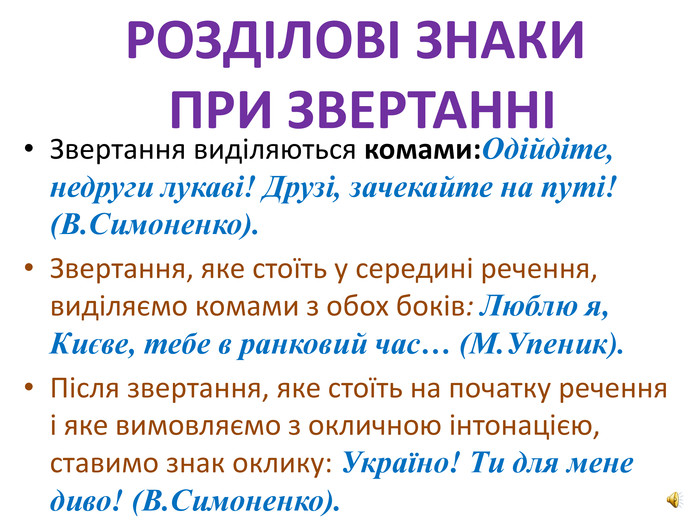 РОЗДІЛОВІ ЗНАКИ
ПРИ ЗВЕРТАННІ
• Звертання виділяються комами:Одійдіте,
недруги лукаві! Друзі, зачекайте на путі!
(В.Симоненко).
• Звертання, яке стоїть у середині речення,
виділяємо комами з обох боків: Люблю я,
Києве, тебе в ранковий час… (М.Упеник).
• Після звертання, яке стоїть на початку речення
і яке вимовляємо з окличною інтонацією,
ставимо знак оклику: Україно! Ти для мене
диво! (В.Симоненко).